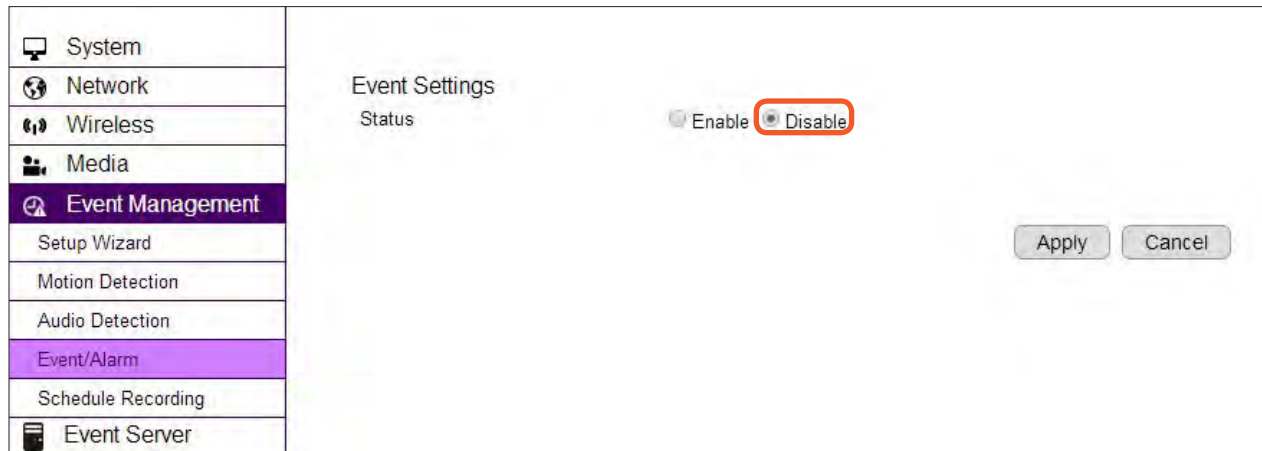 System
Network
Wireless
Media
Event Management
Setup Wizard
Motion Detection
Audio Detection
Event/Alarm
Schedule Recording
Event Server
Event Settings
Status Enable Disable
Apply Cancel